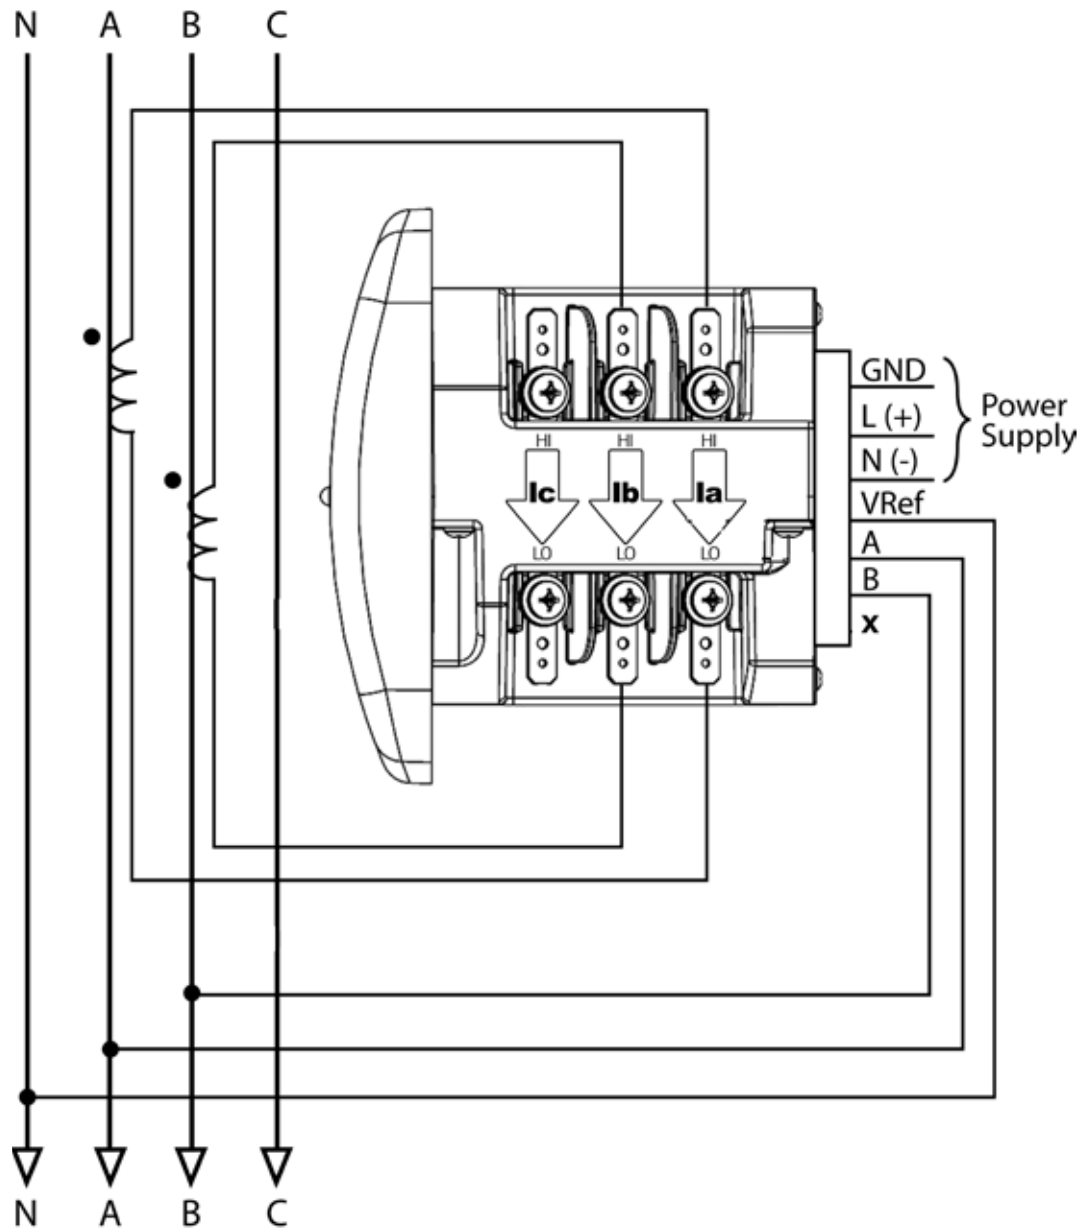 N A B C
GND
L (+)
N (-)
Power
Supply
HI HI HI
Ic Ib Ia
LO LO LO
VRef
A
B
x
N A B C